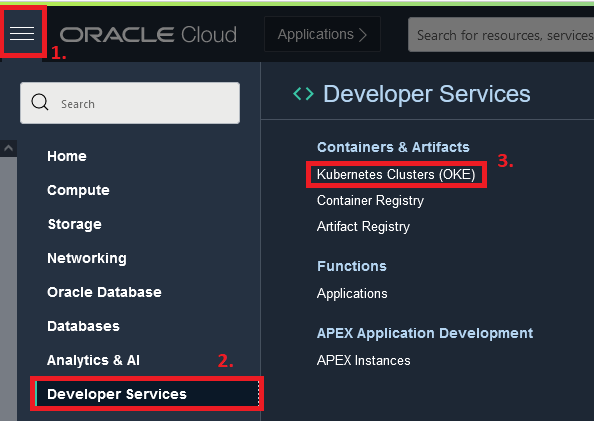 ORACLE Cloud
Applications
Search for resources, services
1.
Search
Home
Compute
Storage
Networking
Oracle Database
Databases
Analytics & AI
2.
Developer Services
Developer Services
Containers & Artifacts
3.
Kubernetes Clusters (OKE)
Container Registry
Artifact Registry
Functions
Applications
APEX Application Development
APEX Instances